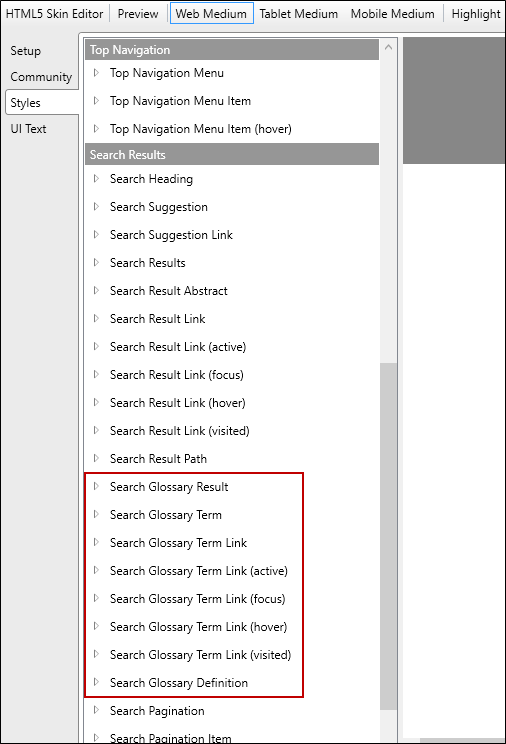 HTML5 Skin Editor Preview Web Medium Tablet Medium Mobile Medium Highlight
Setup
Community
Styles
UI Text
Top Navigation
Top Navigation Menu
Top Navigation Menu Item
Top Navigation Menu Item (hover)
Search Results
Search Heading
Search Suggestion
Search Suggestion Link
Search Results
Search Result Abstract
Search Result Link
Search Result Link (active)
Search Result Link (focus)
Search Result Link (hover)
Search Result Link (visited)
Search Result Path
Search Glossary Result
Search Glossary Term
Search Glossary Term Link
Search Glossary Term Link (active)
Search Glossary Term Link (focus)
Search Glossary Term Link (hover)
Search Glossary Term Link (visited)
Search Glossary Definition
Search Pagination
Search Pagination Item